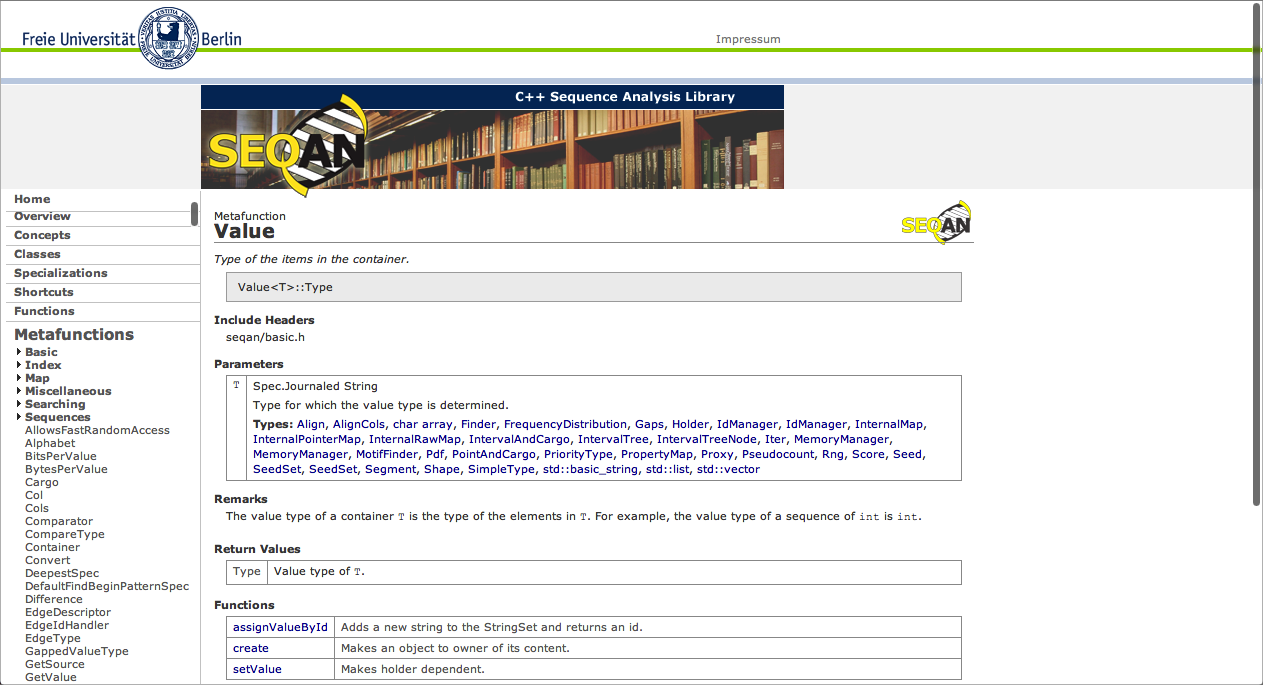 Freie Universität Berlin
Impressum
C++ Sequence Analysis Library
SEQAN
Home
Overview
Concepts
Classes
Specializations
Shortcuts
Functions
Metafunctions
Basic
Index
Map
Miscellaneous
Searching
Sequences
AllowsFastRandomAccess
Alphabet
BitsPerValue
BytesPerValue
Cargo
Col
Cols
Comparator
CompareType
Container
Convert
DeepestSpec
DefaultFindBeginPatternSpec
Difference
EdgeDescriptor
EdgeIdHandler
EdgeType
GappedValueType
GetSource
GetValue
Metafunction
Value
SEQAN
Type of the items in the container.
Value<T>::Type
Include Headers
seqan/basic.h
Parameters
T Spec.Journaled String
Type for which the value type is determined.
Types: Align, AlignCols, char array, Finder, FrequencyDistribution, Gaps, Holder, IdManager, IdManager, InternalMap,
InternalPointerMap, InternalRawMap, IntervalAndCargo, IntervalTree, IntervalTreeNode, Iter, MemoryManager,
MemoryManager, MotifFinder, Pdf, PointAndCargo, PriorityType, PropertyMap, Proxy, Pseudocount, Rng, Score, Seed,
SeedSet, SeedSet, Segment, Shape, SimpleType, std::basic_string, std::list, std::vector
Remarks
The value type of a container T is the type of the elements in T. For example, the value type of a sequence of int is int.
Return Values
Type Value type of T.
Functions
assignValueById Adds a new string to the StringSet and returns an id.
create Makes an object to owner of its content.
setValue Makes holder dependent.